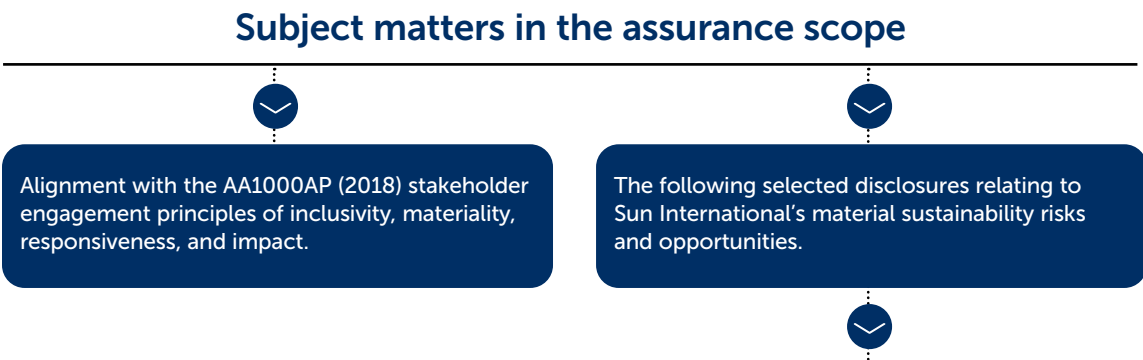 Subject matters in the assurance scope
Alignment with the AA1000AP (2018) stakeholder
engagement principles of inclusivity, materiality,
responsiveness, and impact.
The following selected disclosures relating to
Sun International’s material sustainability risks
and opportunities.